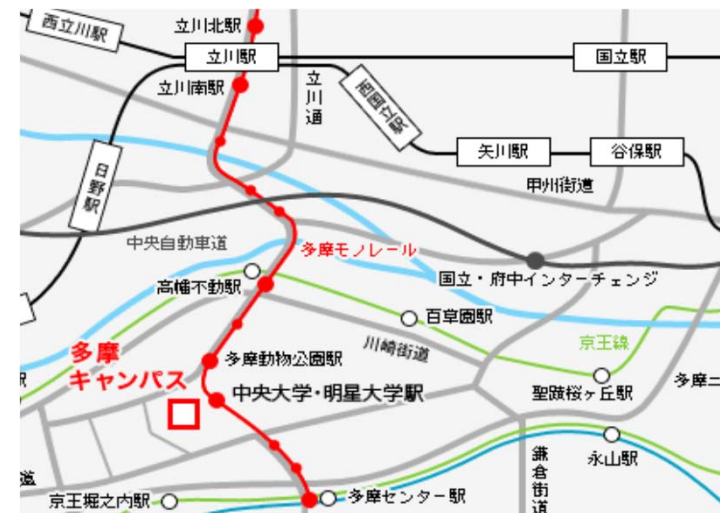 西立川駅
立川北駅
立川駅
国立駅
立川南駅
立川通
西国立駅
矢川駅
谷保駅
日野駅
甲州街道
中央自動車道
多摩モノレール
国立・府中インターチェンジ
高幡不動駅
百草園駅
川崎街道
京王線
多摩
キャンパス
多摩動物公園駅
中央大学・明星大学駅
聖蹟桜ヶ丘駅
多摩ニ
駅
鎌倉街道
永山駅
道
京王堀之内駅
多摩センター駅